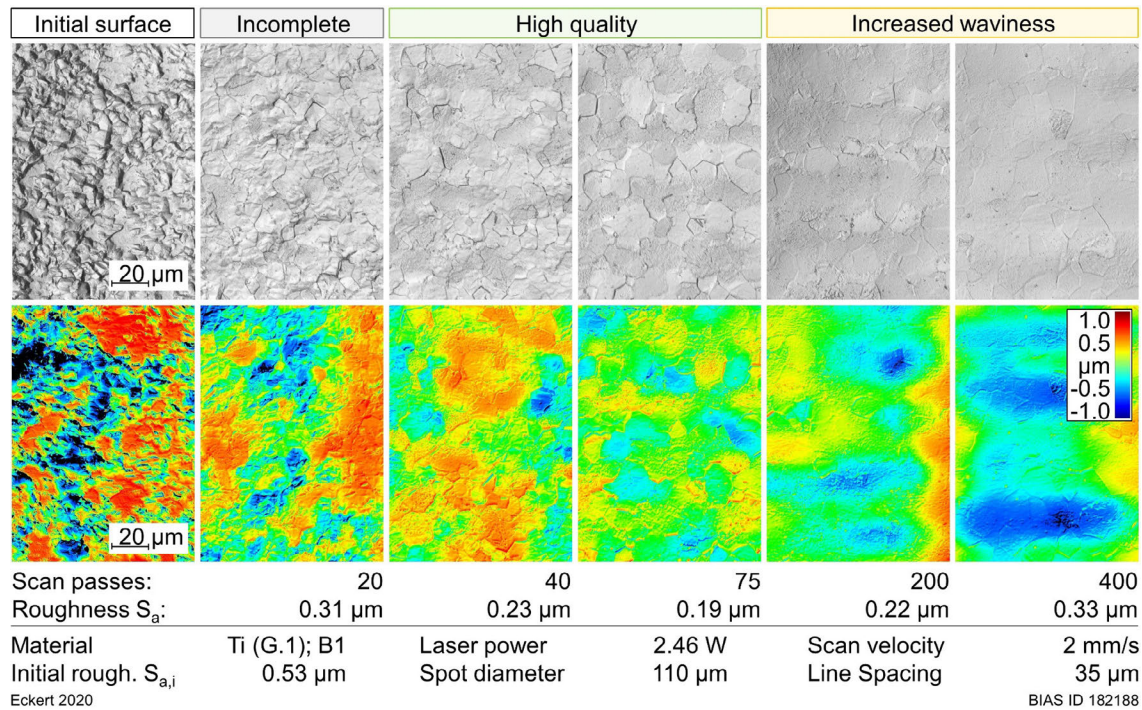 Initial surface Incomplete High quality Increased waviness
20 µm
1.0
0.5
µm
-0.5
-1.0
20 µm
Scan passes: 20 40 75 200 400
Roughness Sa: 0.31 µm 0.23 µm 0.19 µm 0.22 µm 0.33 µm
Material Ti (G.1); B1 Laser power 2.46 W Scan velocity 2 mm/s
Initial rough. Sa,i 0.53 µm Spot diameter 110 µm Line Spacing 35 µm
Eckert 2020 BIAS ID 182188